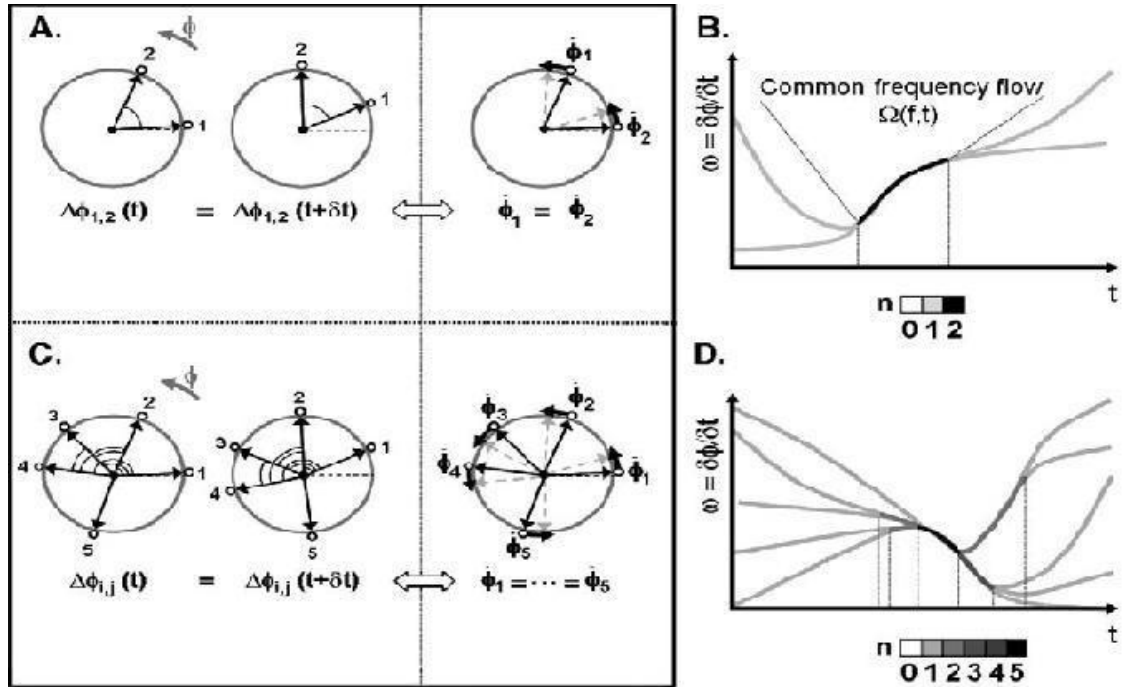 A.
ϕ
2
1
2
1
ϕ̇₁
ϕ̇₂
Δϕ₁,₂ (t) = Δϕ₁,₂ (t+δt) ⇔ ϕ̇₁ = ϕ̇₂
B.
ω = δϕ/δt
Common frequency flow
Ω(f,t)
t
n
0 1 2
C.
ϕ
3
2
4
1
5
2
3
1
4
5
ϕ̇₃
ϕ̇₂
ϕ̇₄
ϕ̇₁
ϕ̇₅
Δϕᵢ,ⱼ (t) = Δϕᵢ,ⱼ (t+δt) ⇔ ϕ̇₁ = ··· = ϕ̇₅
D.
ω = δϕ/δt
t
n
0 1 2 3 4 5